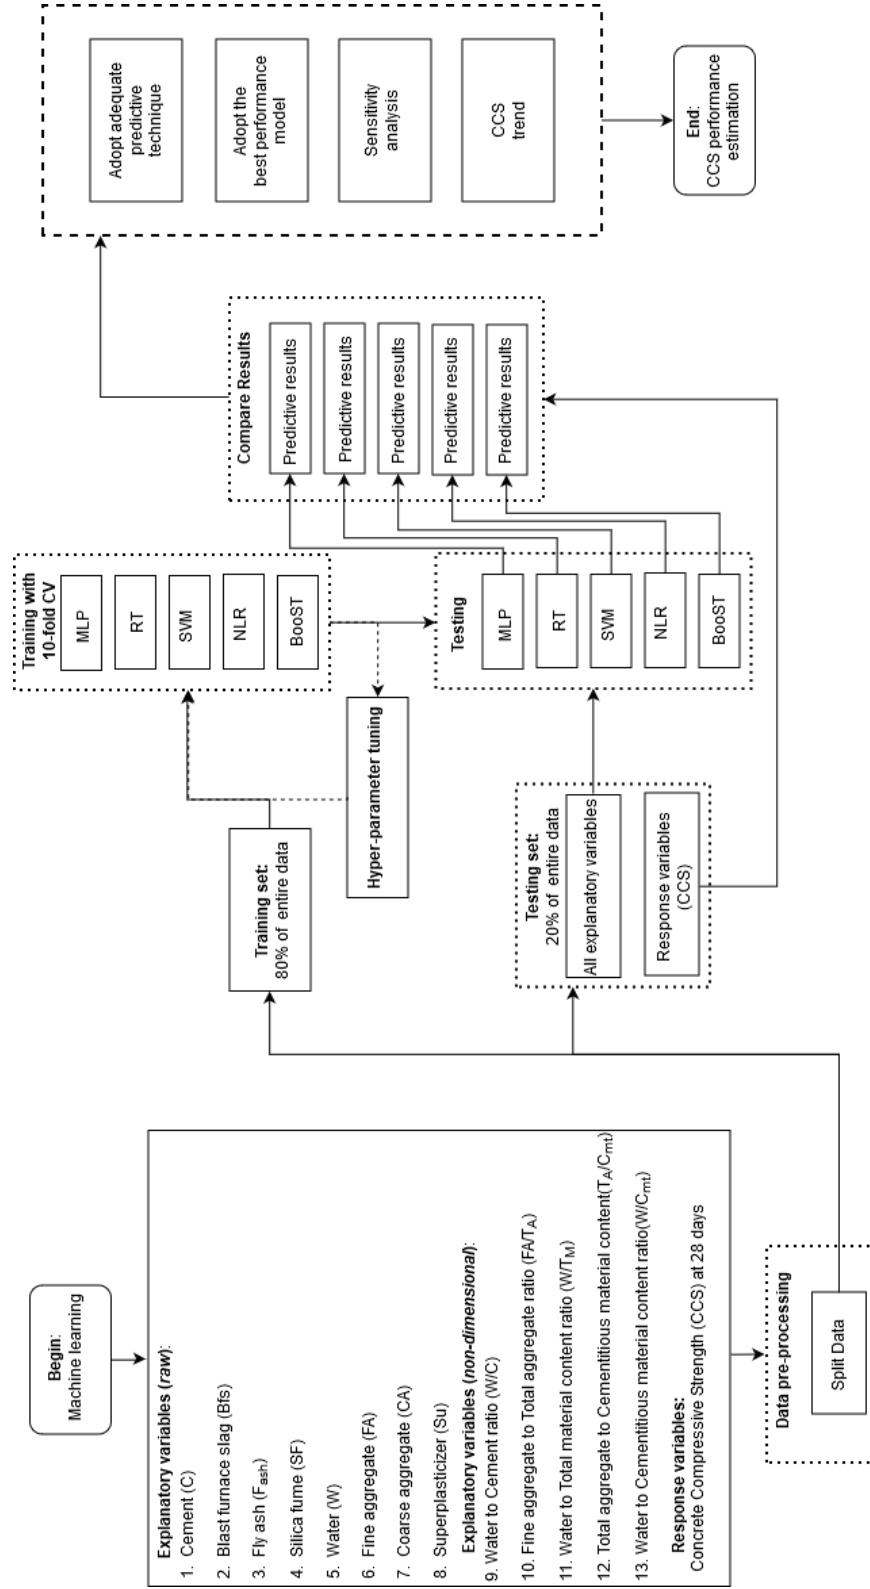 Begin:
Machine learning
Explanatory variables (raw):
1. Cement (C)
2. Blast furnace slag (Bfs)
3. Fly ash (Fash)
4. Silica fume (SF)
5. Water (W)
6. Fine aggregate (FA)
7. Coarse aggregate (CA)
8. Superplasticizer (Su)
Explanatory variables (non-dimensional):
9. Water to Cement ratio (W/C)
10. Fine aggregate to Total aggregate ratio (FA/TA)
11. Water to Total material content ratio (W/TM)
12. Total aggregate to Cementitious material content(TA/Cmt)
13. Water to Cementitious material content ratio(W/Cmt)
Response variables:
Concrete Compressive Strength (CCS) at 28 days
Data pre-processing
Split Data
Training set:
80% of entire data
Hyper-parameter tuning
Testing set:
20% of entire data
All explanatory variables
Response variables
(CCS)
Training with
10-fold CV
MLP
RT
SVM
NLR
BooST
Testing
MLP
RT
SVM
NLR
BooST
Compare Results
Predictive results
Predictive results
Predictive results
Predictive results
Predictive results
Adopt adequate
predictive
technique
Adopt the
best performance
model
Sensitivity
analysis
CCS
trend
End:
CCS performance
estimation